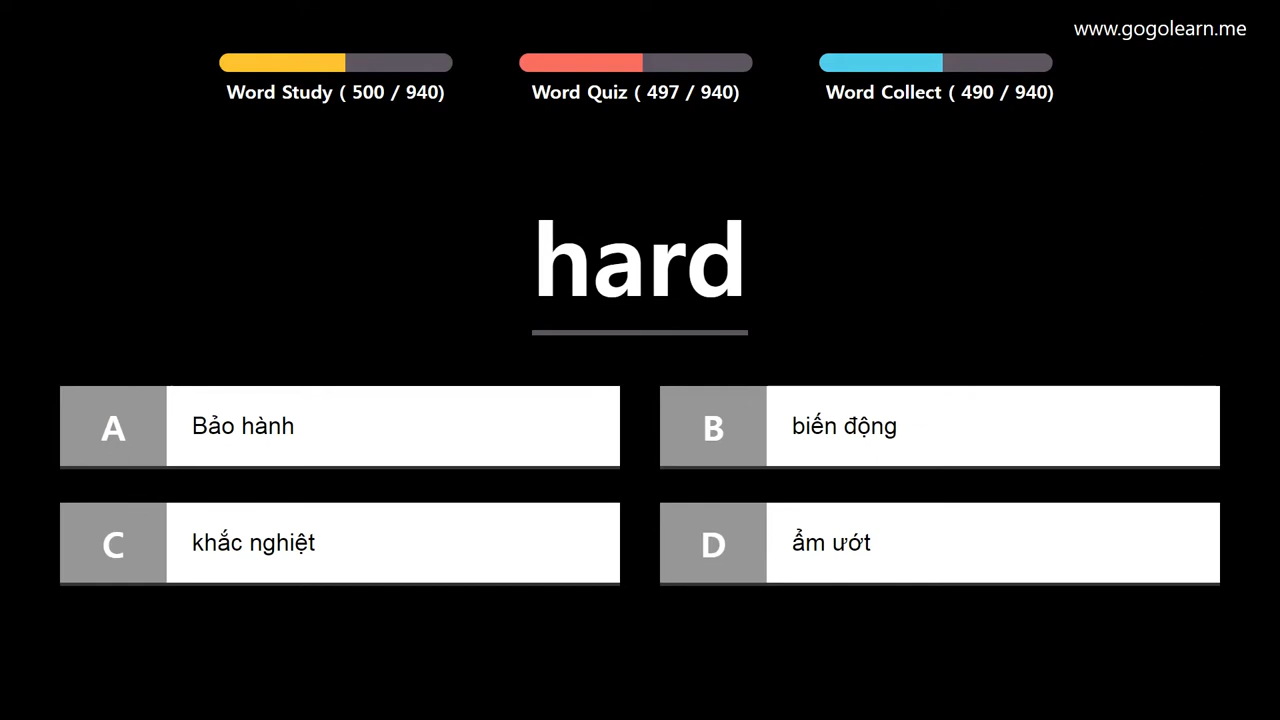 www.gogolearn.me
Word Study ( 500 / 940)
Word Quiz ( 497 / 940)
Word Collect ( 490 / 940)
hard
A Bảo hành
B biến động
C khắc nghiệt
D ẩm ướt